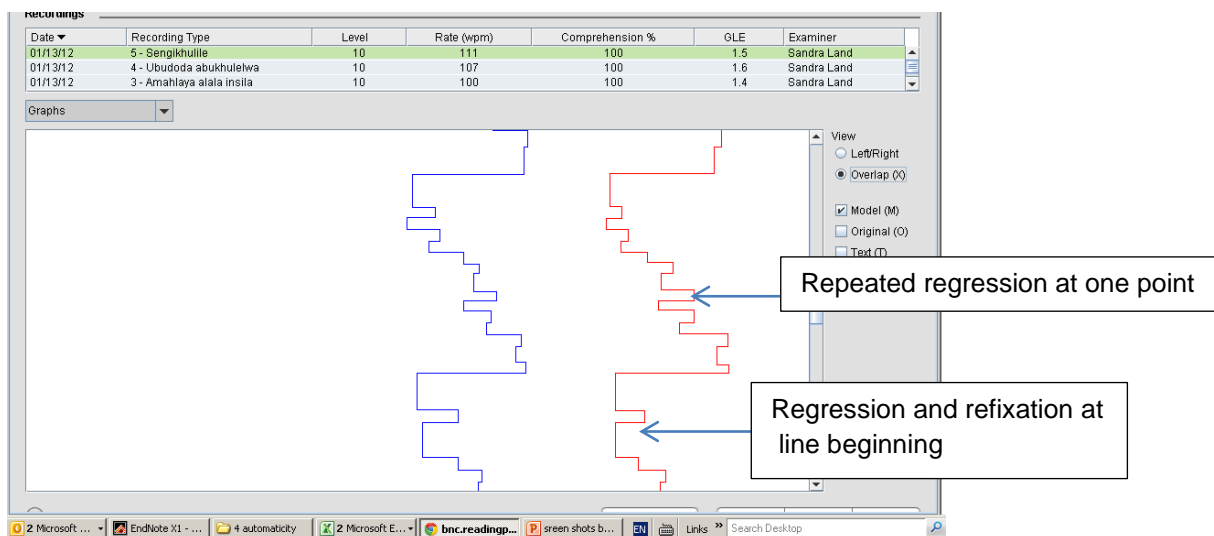 Recordings
Date Recording Type Level Rate (wpm) Comprehension % GLE Examiner
01/13/12 5 - Sengikhulile 10 111 100 1.5 Sandra Land
01/13/12 4 - Ubudoda abukhulelwa 10 107 100 1.6 Sandra Land
01/13/12 3 - Amahlaya alala insila 10 100 100 1.4 Sandra Land
Graphs
View
Left/Right
Overlap (X)
Model (M)
Original (O)
Text (T)
Repeated regression at one point
Regression and refixation at
line beginning
2 Microsoft ... EndNote X1 - ... 4 automaticity 2 Microsoft E... bnc.readingp... sreen shots b... EN Links » Search Desktop